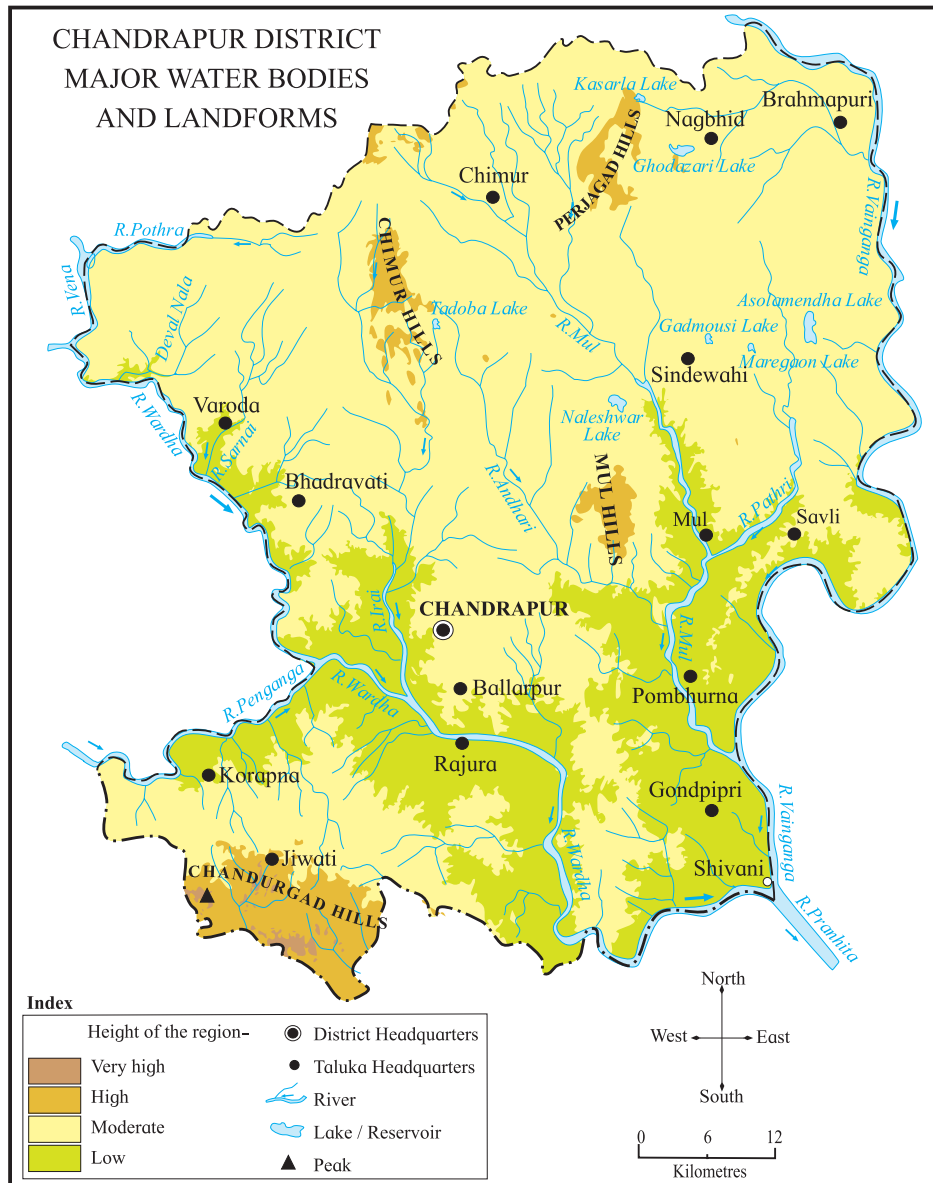 CHANDRAPUR DISTRICT
MAJOR WATER BODIES
AND LANDFORMS
Kasarla Lake
Brahmapuri
Nagbhid
Ghodazari Lake
PERJAGAD HILLS
Chimur
R.Vainganga
R.Pothra
R.Vena
CHIMUR HILLS
Deval Nala
Tadoba Lake
Asolamendha Lake
Gadmousi Lake
R.Mul
Maregaon Lake
Sindewahi
R.Wardha
Varoda
Naleshwar
Lake
R.Sarnai
Bhadravati
R.Andhari
MUL HILLS
R.Pathri
Mul
Savli
R.Irai
CHANDRAPUR
R.Mul
R.Penganga
R.Wardha
Ballarpur
Pombhurna
Rajura
Korapna
Gondpipri
R.Vainganga
R.Wardha
Jiwati
CHANDURGAD HILLS
Shivani
R.Pranhita
Index
Height of the region-
Very high
High
Moderate
Low
District Headquarters
Taluka Headquarters
River
Lake / Reservoir
Peak
North
West
East
South
0 6 12
Kilometres